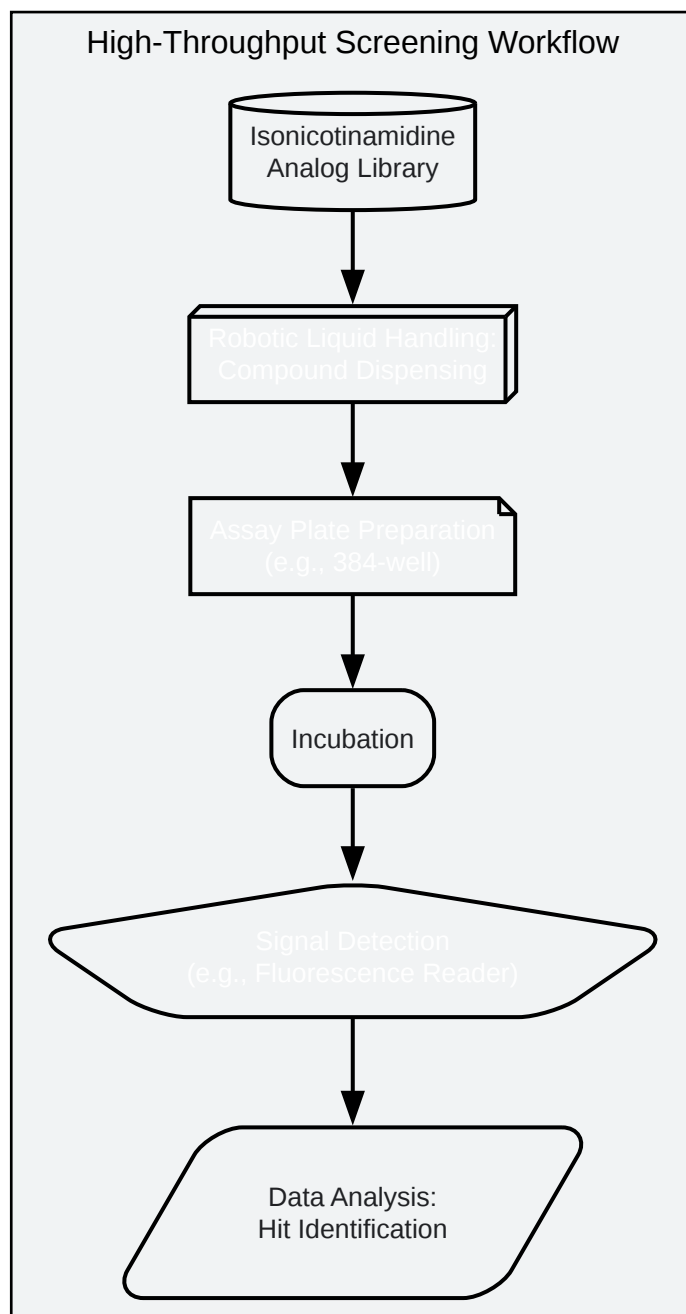 High-Throughput Screening Workflow
Isonicotinamidine
Analog Library
Robotic Liquid Handling:
Compound Dispensing
Assay Plate Preparation
(e.g., 384-well)
Incubation
Signal Detection
(e.g., Fluorescence Reader)
Data Analysis:
Hit Identification